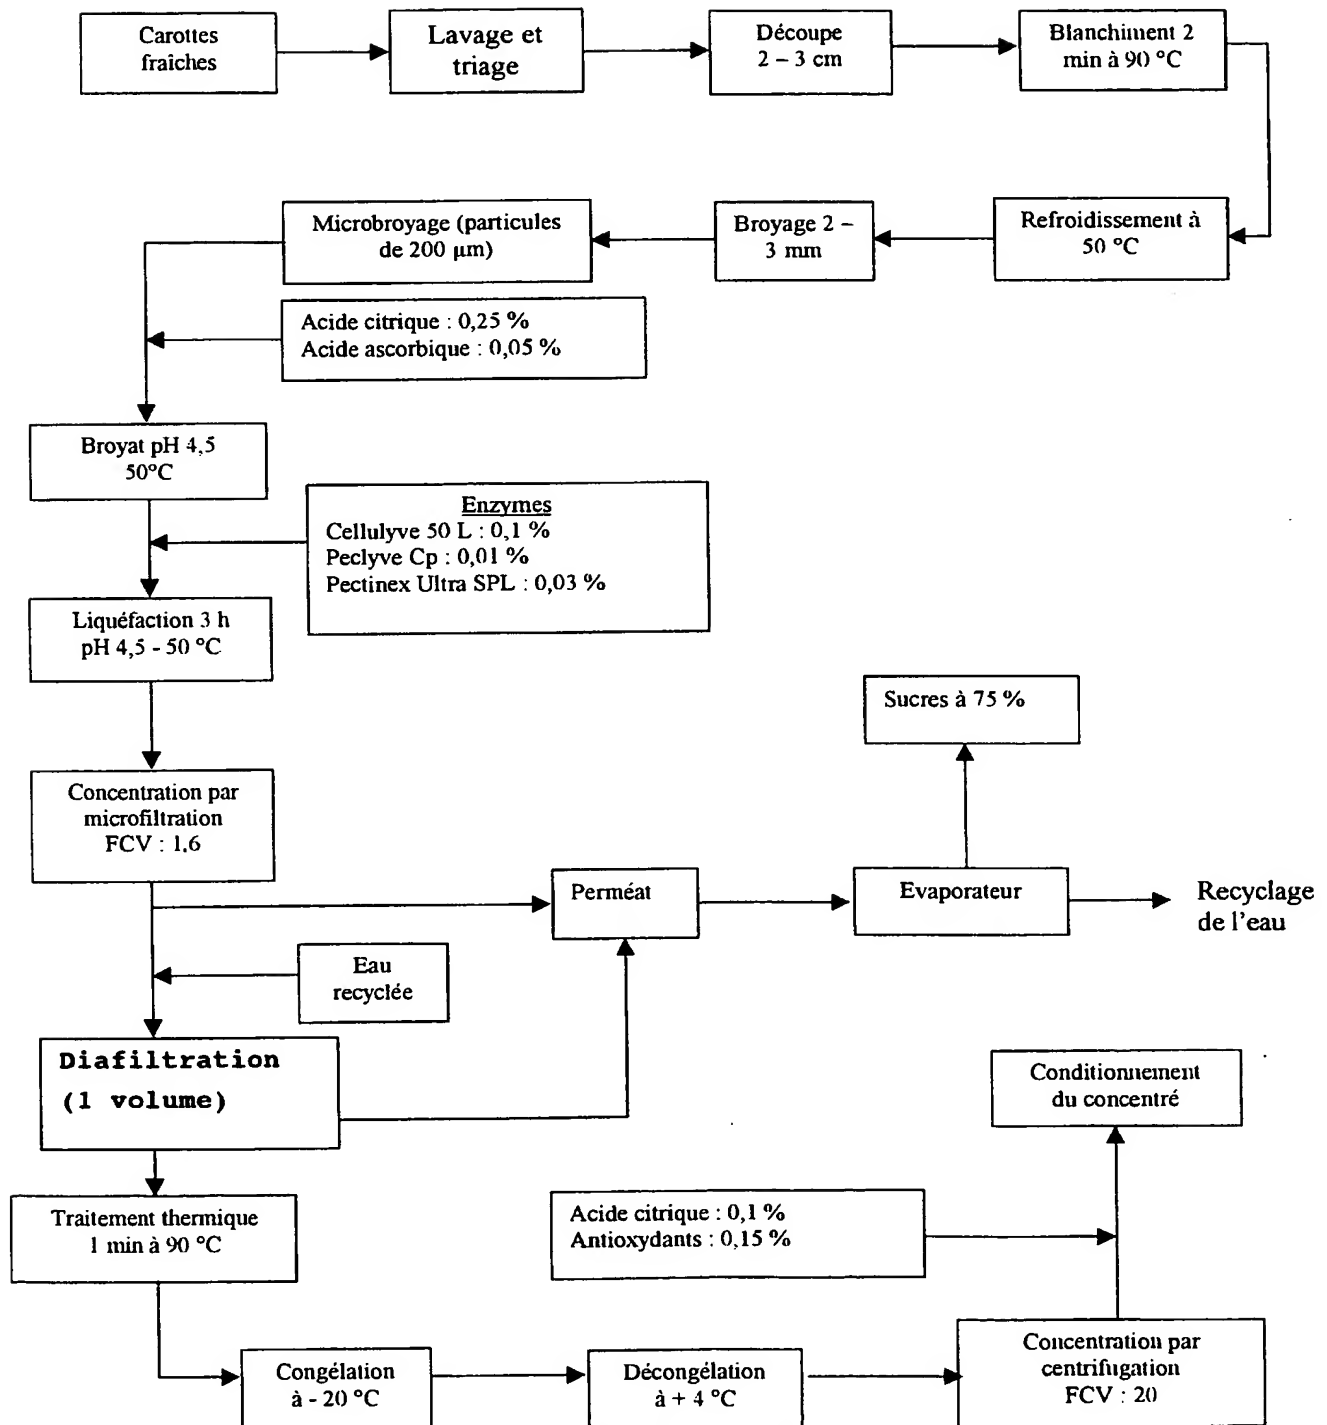 Carottes
fraîches
Lavage et
triage
Découpe
2 – 3 cm
Blanchiment 2
min à 90 °C
Refroidissement à
50 °C
Broyage 2 –
3 mm
Microbroyage (particules
de 200 µm)
Acide citrique : 0,25 %
Acide ascorbique : 0,05 %
Broyat pH 4,5
50°C
Enzymes
Cellulyve 50 L : 0,1 %
Peclyve Cp : 0,01 %
Pectinex Ultra SPL : 0,03 %
Liquéfaction 3 h
pH 4,5 - 50 °C
Sucres à 75 %
Concentration par
microfiltration
FCV : 1,6
Perméat
Evaporateur
Recyclage
de l’eau
Eau
recyclée
Diafiltration
(1 volume)
Conditionnement
du concentré
Traitement thermique
1 min à 90 °C
Acide citrique : 0,1 %
Antioxydants : 0,15 %
Congélation
à - 20 °C
Décongélation
à + 4 °C
Concentration par
centrifugation
FCV : 20